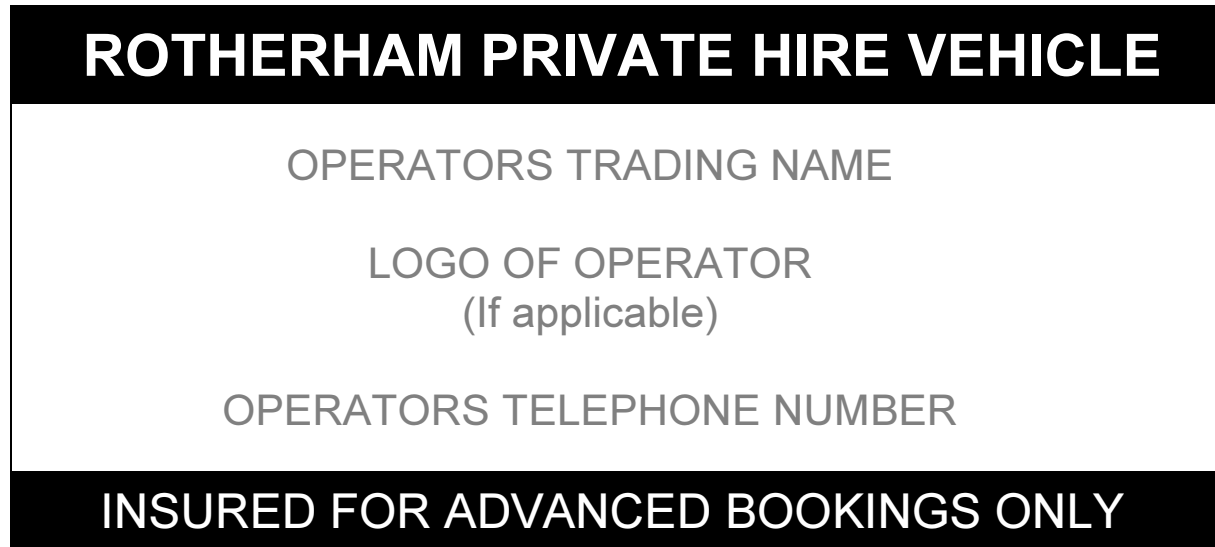 ROTHERHAM PRIVATE HIRE VEHICLE
OPERATORS TRADING NAME
LOGO OF OPERATOR
(If applicable)
OPERATORS TELEPHONE NUMBER
INSURED FOR ADVANCED BOOKINGS ONLY